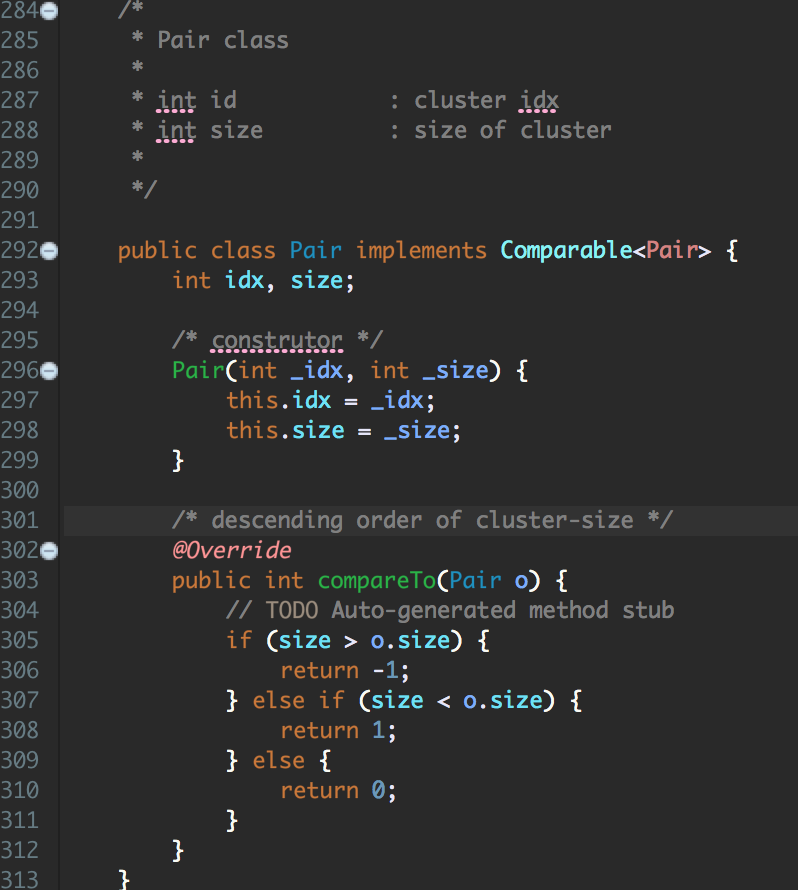 284 /*
285 * Pair class
286 *
287 * int id : cluster idx
288 * int size : size of cluster
289 *
290 */
291
292 public class Pair implements Comparable<Pair> {
293 int idx, size;
294
295 /* construtor */
296 Pair(int _idx, int _size) {
297 this.idx = _idx;
298 this.size = _size;
299 }
300
301 /* descending order of cluster-size */
302 @Override
303 public int compareTo(Pair o) {
304 // TODO Auto-generated method stub
305 if (size > o.size) {
306 return -1;
307 } else if (size < o.size) {
308 return 1;
309 } else {
310 return 0;
311 }
312 }
313 }